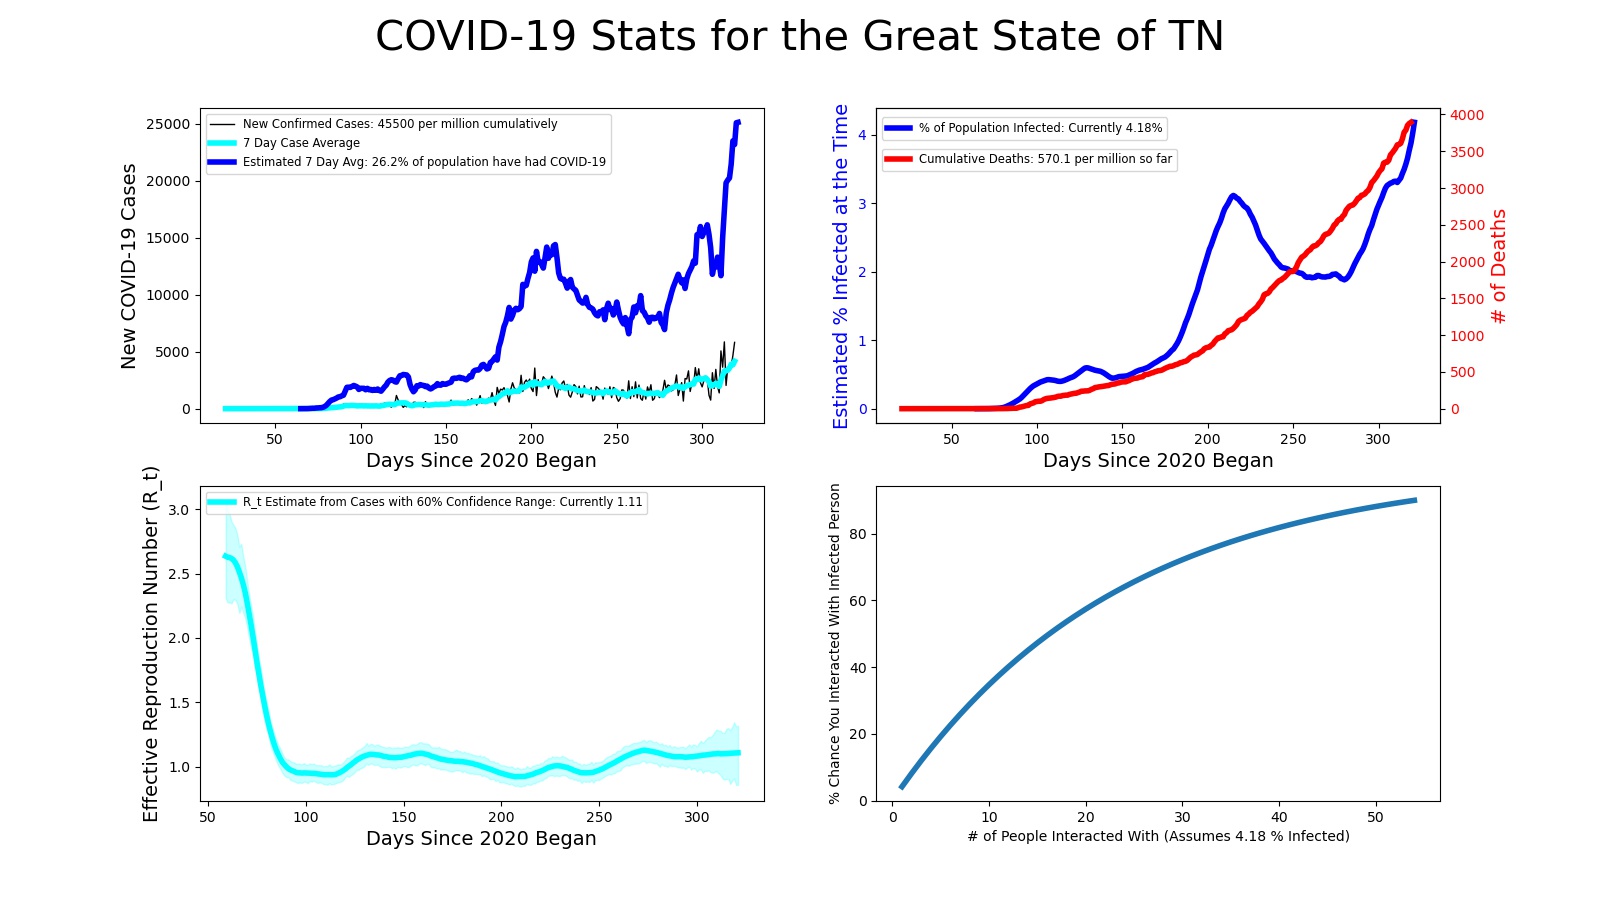 COVID-19 Stats for the Great State of TN
New COVID-19 Cases
25000
20000
15000
10000
5000
0
New Confirmed Cases: 45500 per million cumulatively
7 Day Case Average
Estimated 7 Day Avg: 26.2% of population have had COVID-19
50 100 150 200 250 300
Days Since 2020 Began
Estimated % Infected at the Time
4
3
2
1
0
% of Population Infected: Currently 4.18%
Cumulative Deaths: 570.1 per million so far
4000
3500
3000
2500
2000
1500
1000
500
0
# of Deaths
50 100 150 200 250 300
Days Since 2020 Began
Effective Reproduction Number (R_t)
3.0
2.5
2.0
1.5
1.0
R_t Estimate from Cases with 60% Confidence Range: Currently 1.11
50 100 150 200 250 300
Days Since 2020 Began
% Chance You Interacted With Infected Person
80
60
40
20
0
0 10 20 30 40 50
# of People Interacted With (Assumes 4.18 % Infected)